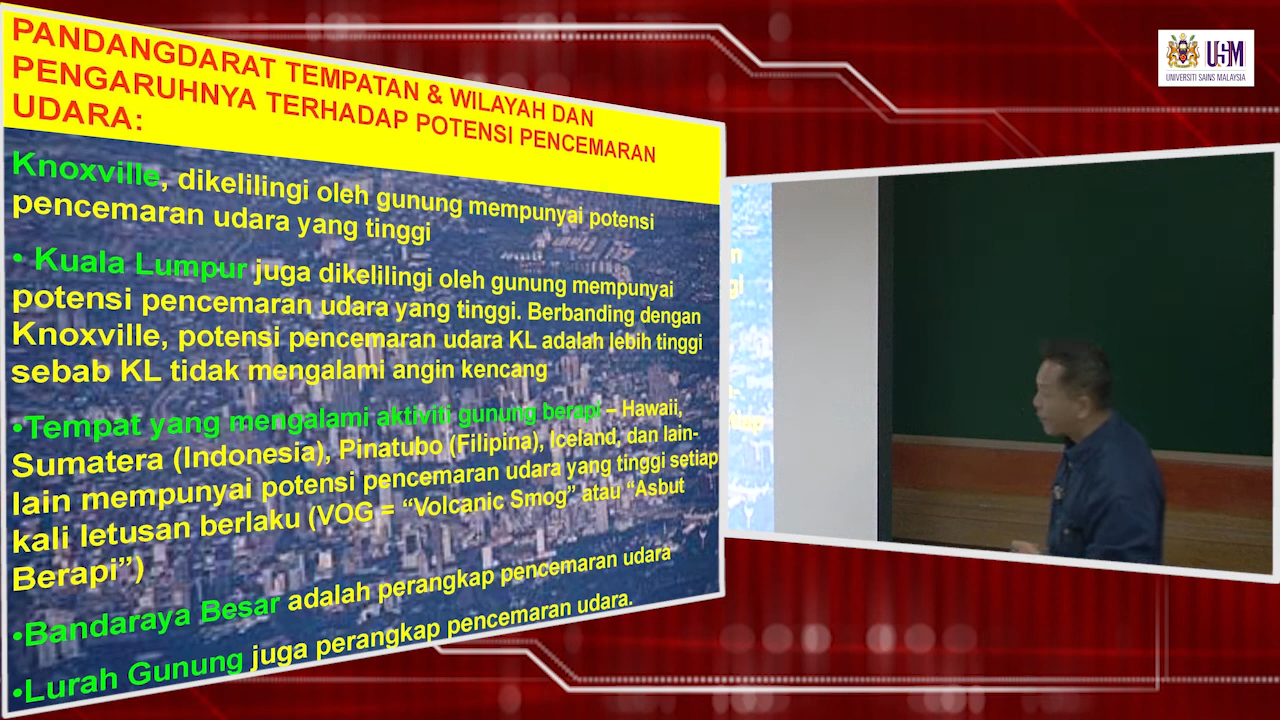 PANDANGDARAT TEMPATAN & WILAYAH DAN
PENGARUHNYA TERHADAP POTENSI PENCEMARAN
UDARA:
Knoxville, dikelilingi oleh gunung mempunyai potensi
pencemaran udara yang tinggi
• Kuala Lumpur juga dikelilingi oleh gunung mempunyai
potensi pencemaran udara yang tinggi. Berbanding dengan
Knoxville, potensi pencemaran udara KL adalah lebih tinggi
sebab KL tidak mengalami angin kencang
•Tempat yang mengalami aktiviti gunung berapi – Hawaii,
Sumatera (Indonesia), Pinatubo (Filipina), Iceland, dan lain-
lain mempunyai potensi pencemaran udara yang tinggi setiap
kali letusan berlaku (VOG = “Volcanic Smog” atau “Asbut
Berapi”)
•Bandaraya Besar adalah perangkap pencemaran udara
•Lurah Gunung juga perangkap pencemaran udara.
USM
UNIVERSITI SAINS MALAYSIA